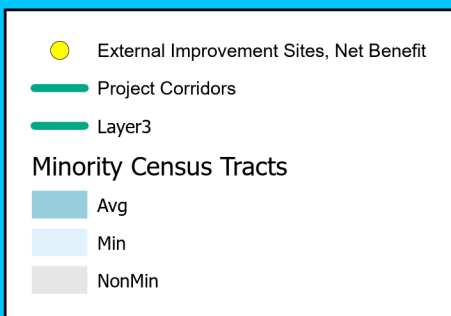 External Improvement Sites, Net Benefit
Project Corridors
Layer3
Minority Census Tracts
Avg
Min
NonMin